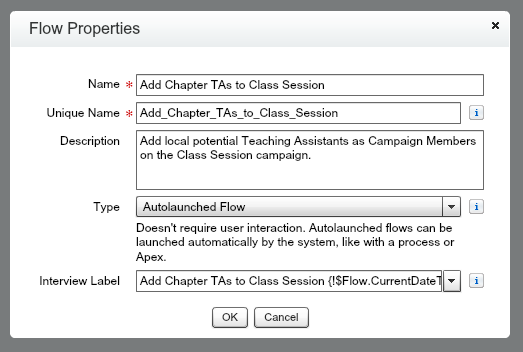 Flow Properties
Name * Add Chapter TAs to Class Session
Unique Name * Add_Chapter_TAs_to_Class_Session
Description Add local potential Teaching Assistants as Campaign Members
on the Class Session campaign.
Type Autolaunched Flow
Doesn't require user interaction. Autolaunched flows can be
launched automatically by the system, like with a process or
Apex.
Interview Label Add Chapter TAs to Class Session {!$Flow.CurrentDateT
OK Cancel